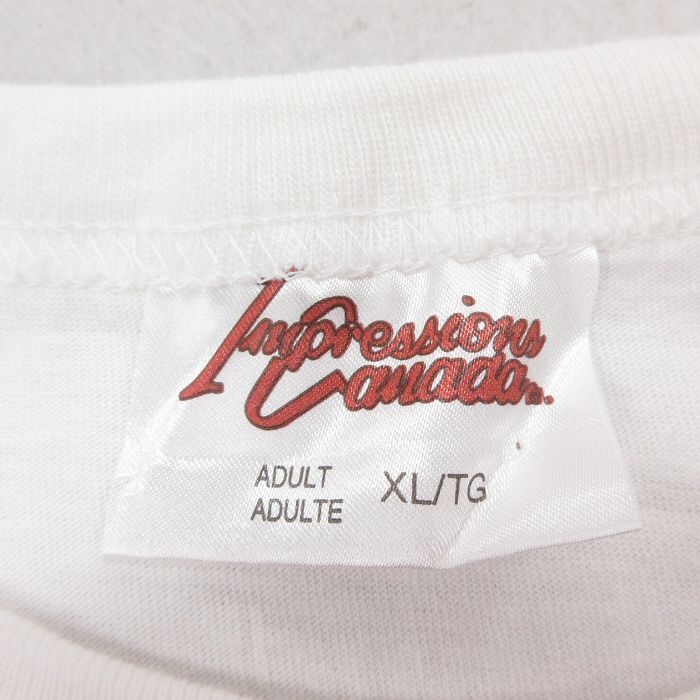 Impressions
Canada
ADULT XL/TG
ADULTE